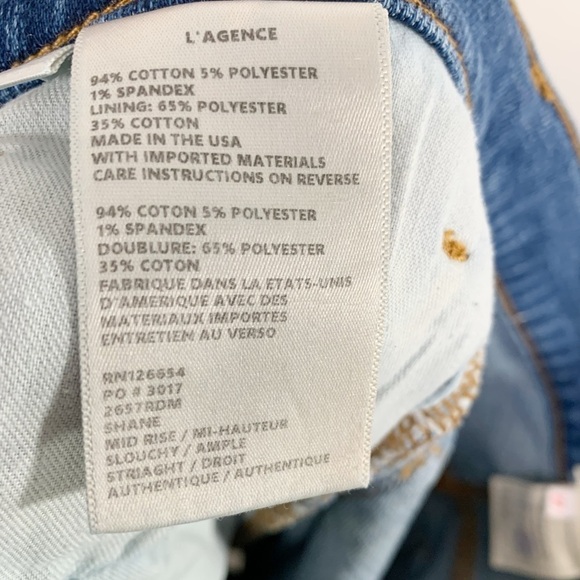 L'AGENCE
94% COTTON 5% POLYESTER
1% SPANDEX
LINING: 65% POLYESTER
35% COTTON
MADE IN THE USA
WITH IMPORTED MATERIALS
CARE INSTRUCTIONS ON REVERSE
94% COTON 5% POLYESTER
1% SPANDEX
DOUBLURE: 65% POLYESTER
35% COTON
FABRIQUE DANS LA ETATS-UNIS
D'AMERIQUE AVEC DES
MATERIAUX IMPORTES
ENTRETIEN AU VERSO
RN126654
PO # 3017
2657RDM
SHANE
MID RISE / MI-HAUTEUR
SLOUCHY / AMPLE
STRIAGHT / DROIT
AUTHENTIQUE / AUTHENTIQUE